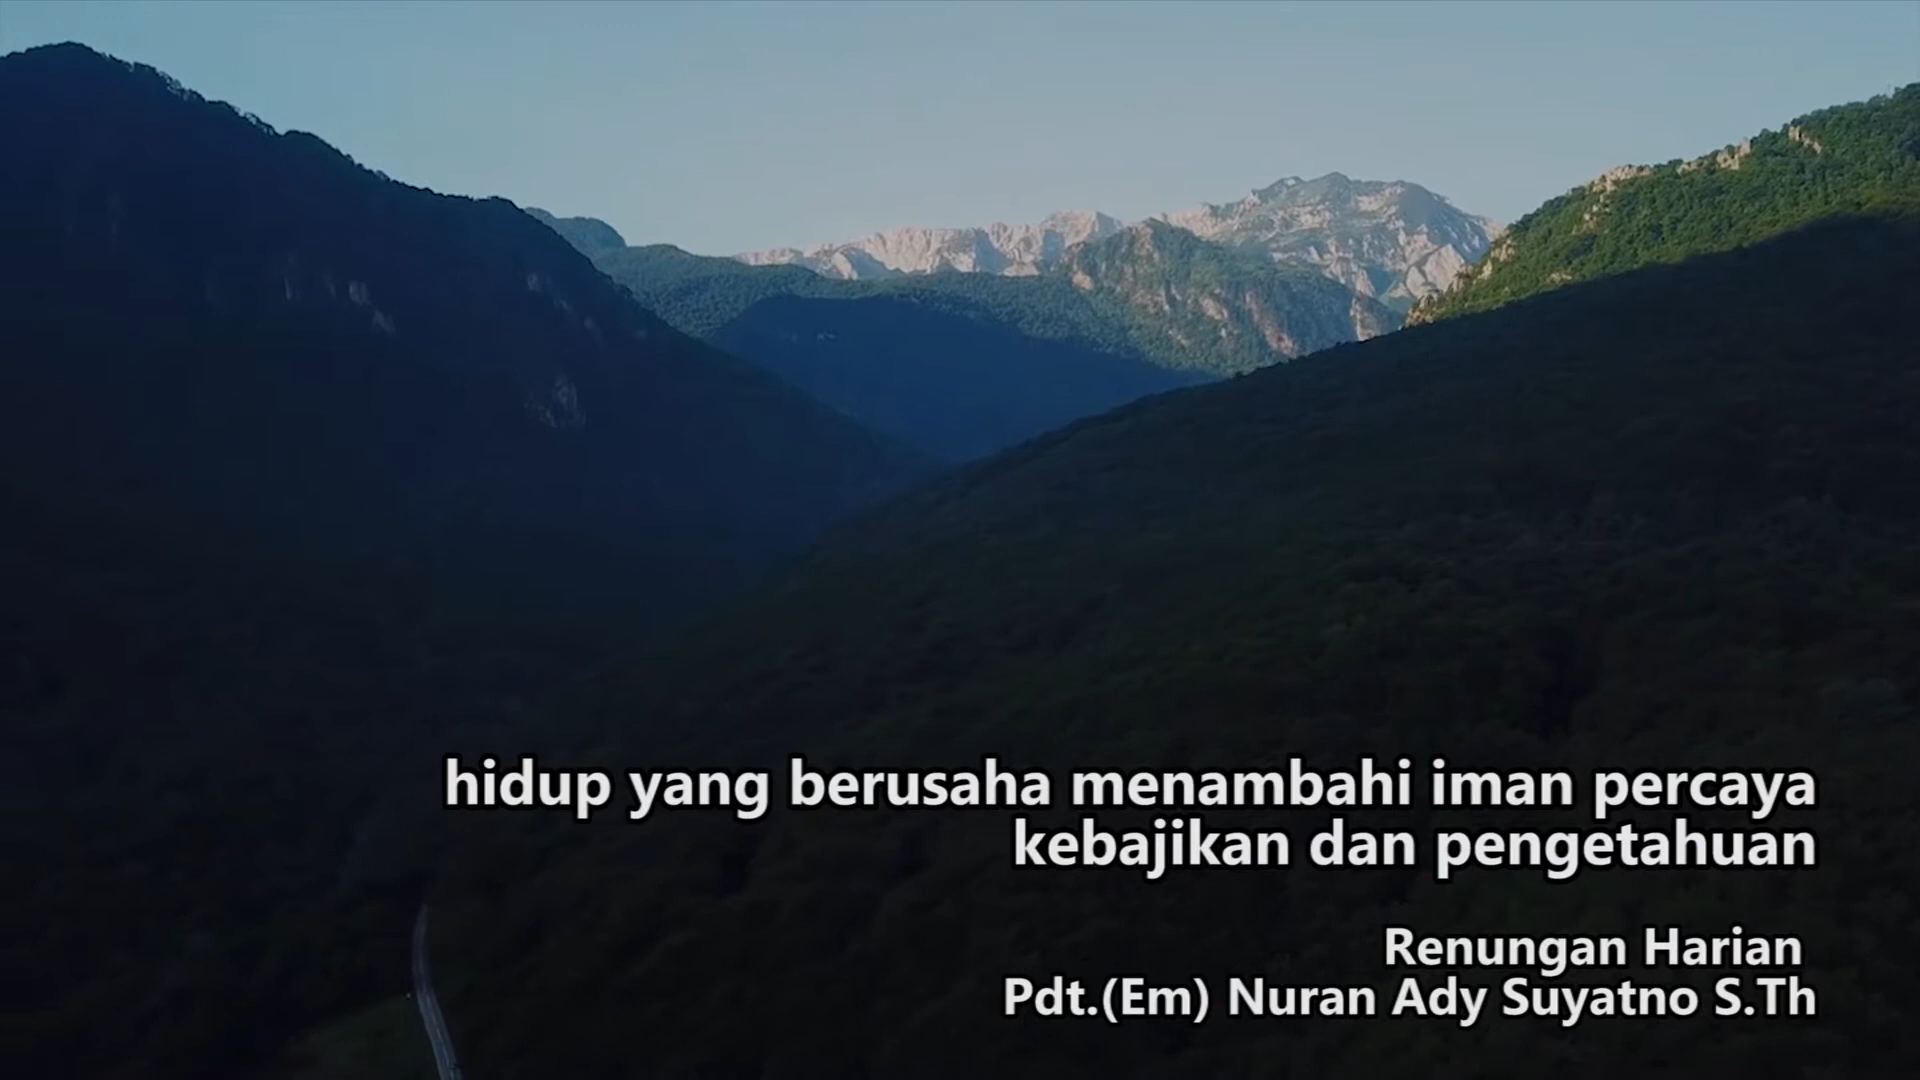 hidup yang berusaha menambahi iman percaya
kebajikan dan pengetahuan
Renungan Harian
Pdt.(Em) Nuran Ady Suyatno S.Th